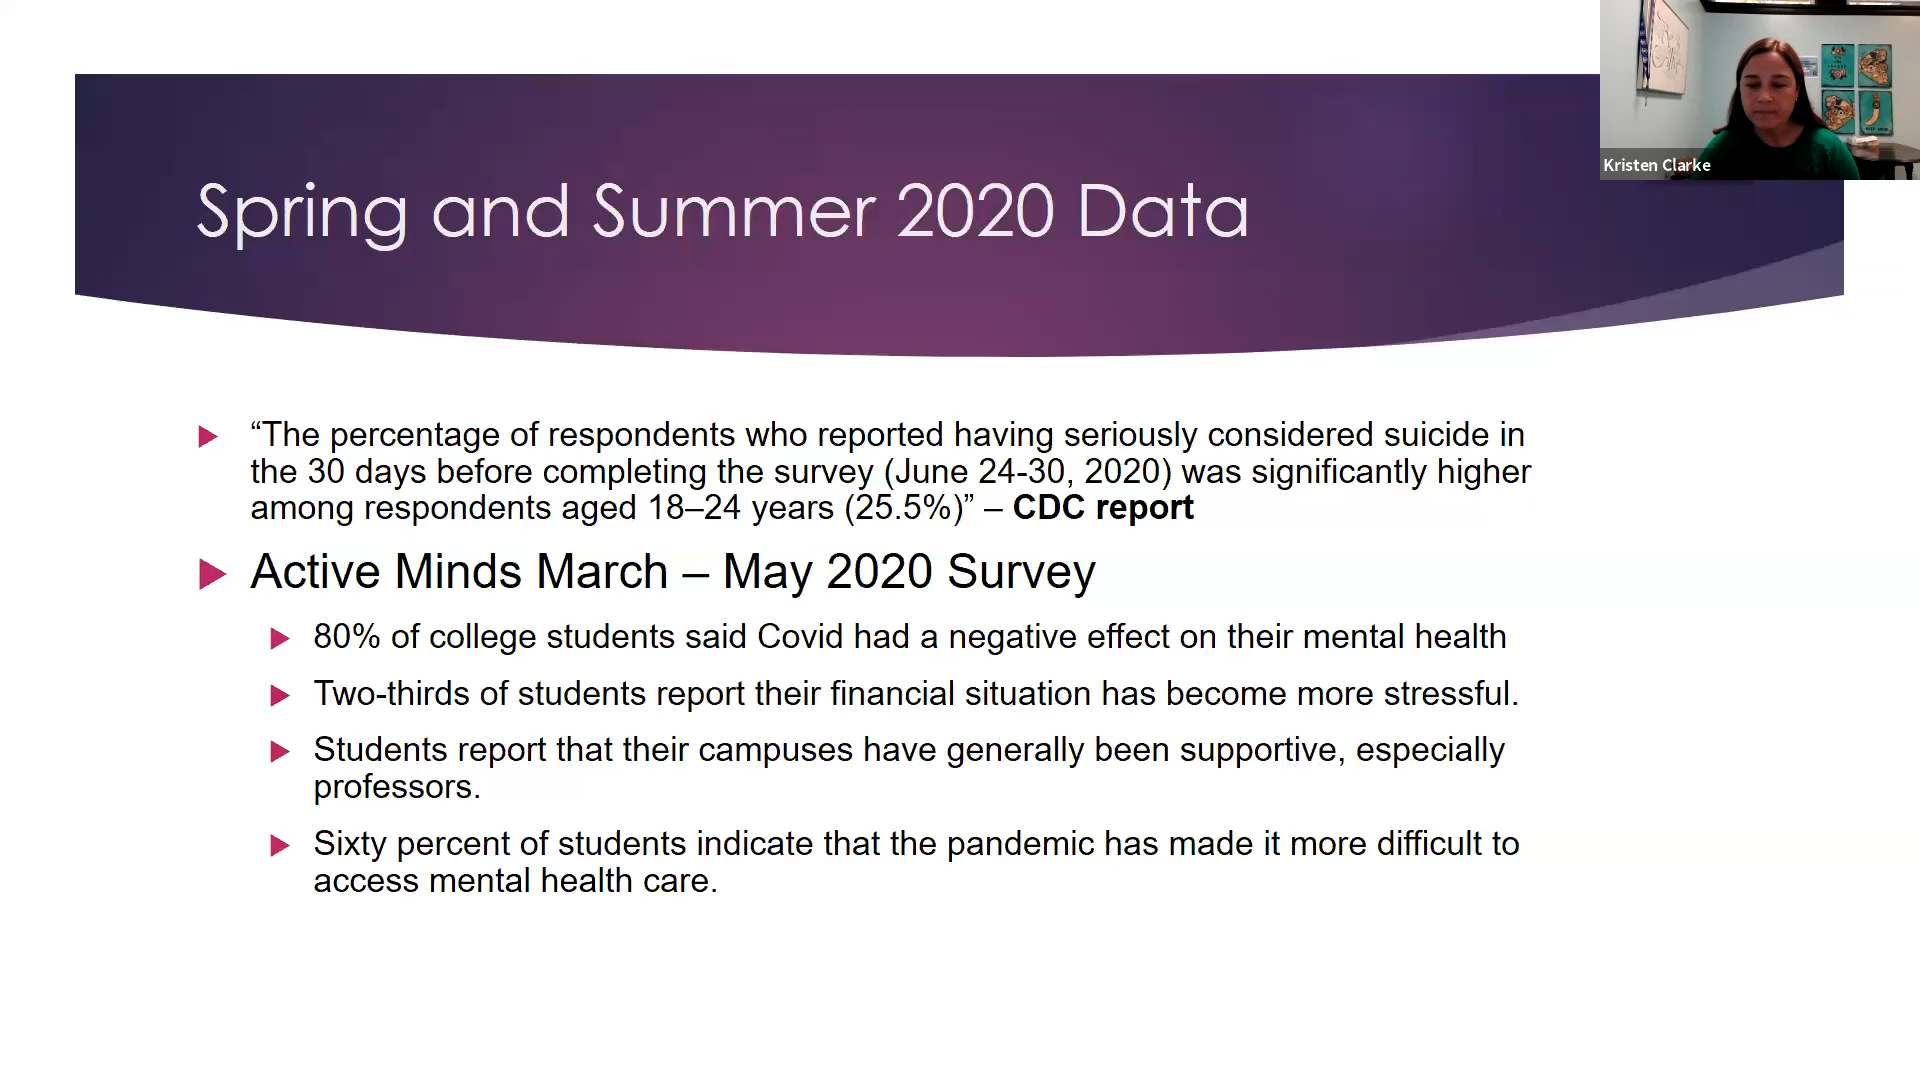 Kristen Clarke
Spring and Summer 2020 Data
“The percentage of respondents who reported having seriously considered suicide in
the 30 days before completing the survey (June 24-30, 2020) was significantly higher
among respondents aged 18–24 years (25.5%)” – CDC report
Active Minds March – May 2020 Survey
80% of college students said Covid had a negative effect on their mental health
Two-thirds of students report their financial situation has become more stressful.
Students report that their campuses have generally been supportive, especially
professors.
Sixty percent of students indicate that the pandemic has made it more difficult to
access mental health care.